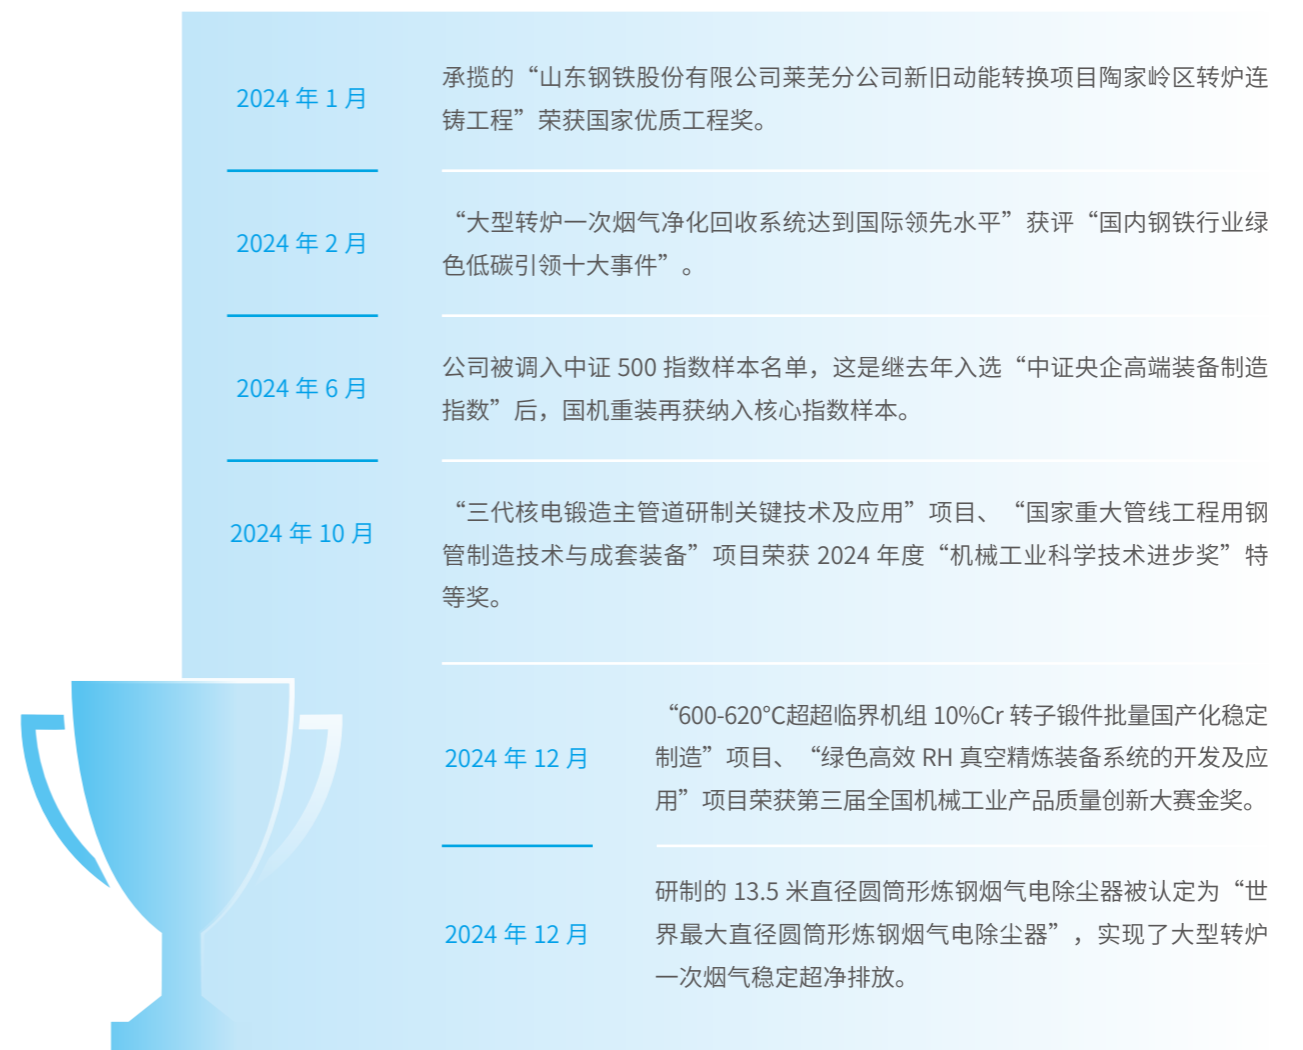 2024 年 1 月
承揽的“山东钢铁股份有限公司莱芜分公司新旧动能转换项目陶家岭区转炉连
铸工程”荣获国家优质工程奖。
2024 年 2 月
“大型转炉一次烟气净化回收系统达到国际领先水平”获评“国内钢铁行业绿
色低碳引领十大事件”。
2024 年 6 月
公司被调入中证 500 指数样本名单，这是继去年入选“中证央企高端装备制造
指数”后，国机重装再获纳入核心指数样本。
2024 年 10 月
“三代核电锻造主管道研制关键技术及应用”项目、“国家重大管线工程用钢
管制造技术与成套装备”项目荣获 2024 年度“机械工业科学技术进步奖”特
等奖。
2024 年 12 月
“600-620℃超超临界机组 10%Cr 转子锻件批量国产化稳定
制造”项目、“绿色高效 RH 真空精炼装备系统的开发及应
用”项目荣获第三届全国机械工业产品质量创新大赛金奖。
2024 年 12 月
研制的 13.5 米直径圆筒形炼钢烟气电除尘器被认定为“世
界最大直径圆筒形炼钢烟气电除尘器”，实现了大型转炉
一次烟气稳定超净排放。